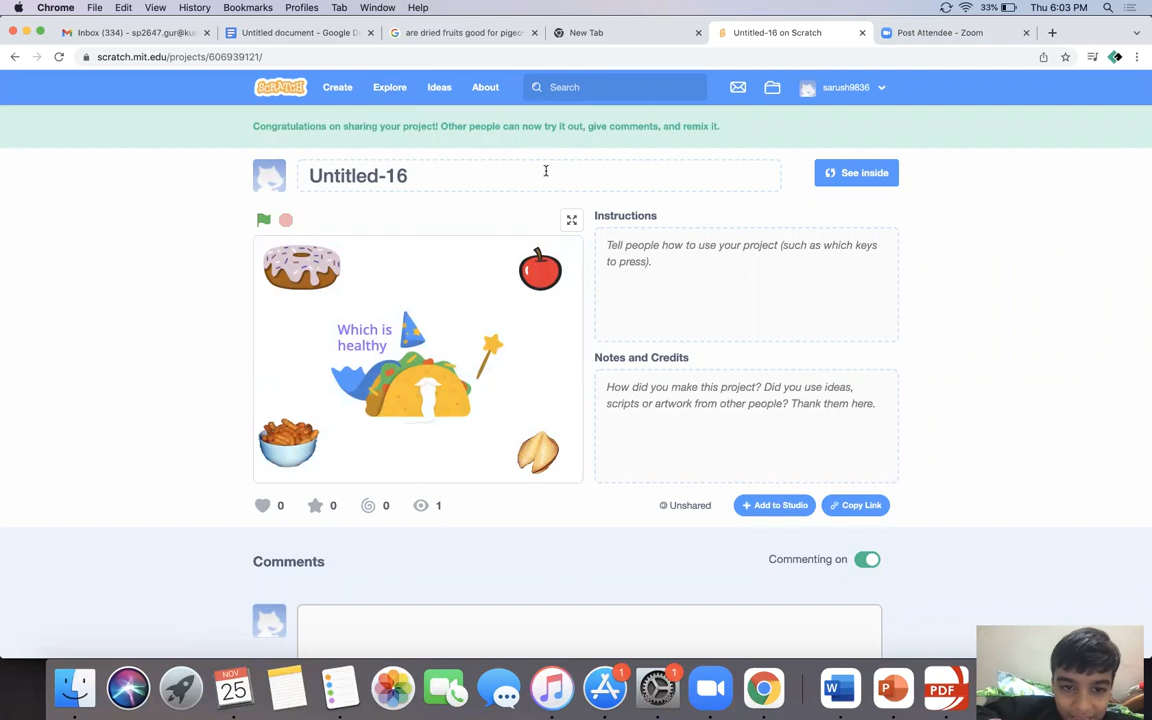 Chrome File Edit View History Bookmarks Profiles Tab Window Help 33% Thu 6:03 PM
Inbox (334) - sp2647.gur@kun Untitled document - Google D are dried fruits good for pigeo New Tab Untitled-16 on Scratch Post Attendee - Zoom
scratch.mit.edu/projects/606939121/
SCRATCH Create Explore Ideas About Search sarush9836
Congratulations on sharing your project! Other people can now try it out, give comments, and remix it.
Untitled-16
See inside
Instructions
Tell people how to use your project (such as which keys
to press).
Which is
healthy
Notes and Credits
How did you make this project? Did you use ideas,
scripts or artwork from other people? Thank them here.
0 0 0 1 Unshared Add to Studio Copy Link
Comments
Commenting on
NOV
25
1
1
W
P
PDF